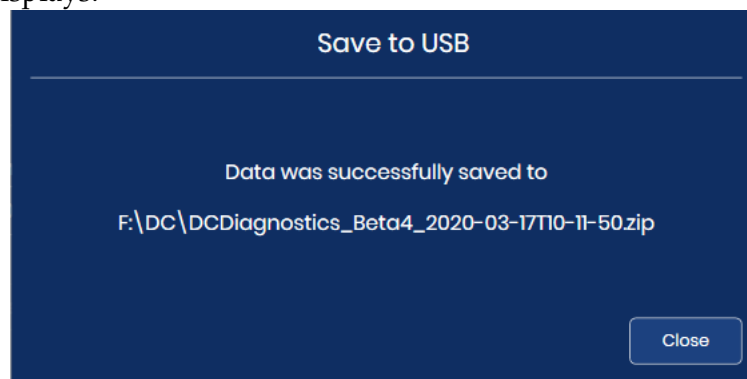 Save to USB
Data was successfully saved to
F:\DC\DCDiagnostics_Beta4_2020-03-17T10-11-50.zip
Close